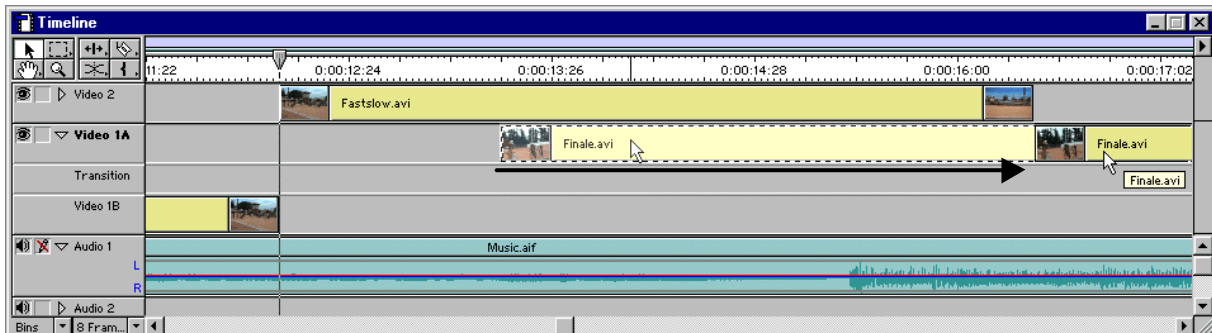 Timeline
11:22 0:00:12:24 0:00:13:26 0:00:14:28 0:00:16:00 0:00:17:02
Video 2
Fastslow.avi
Video 1A
Finale.avi
Finale.avi
Finale.avi
Transition
Video 1B
Audio 1
Music.aif
L
R
Audio 2
Bins 8 Fram...